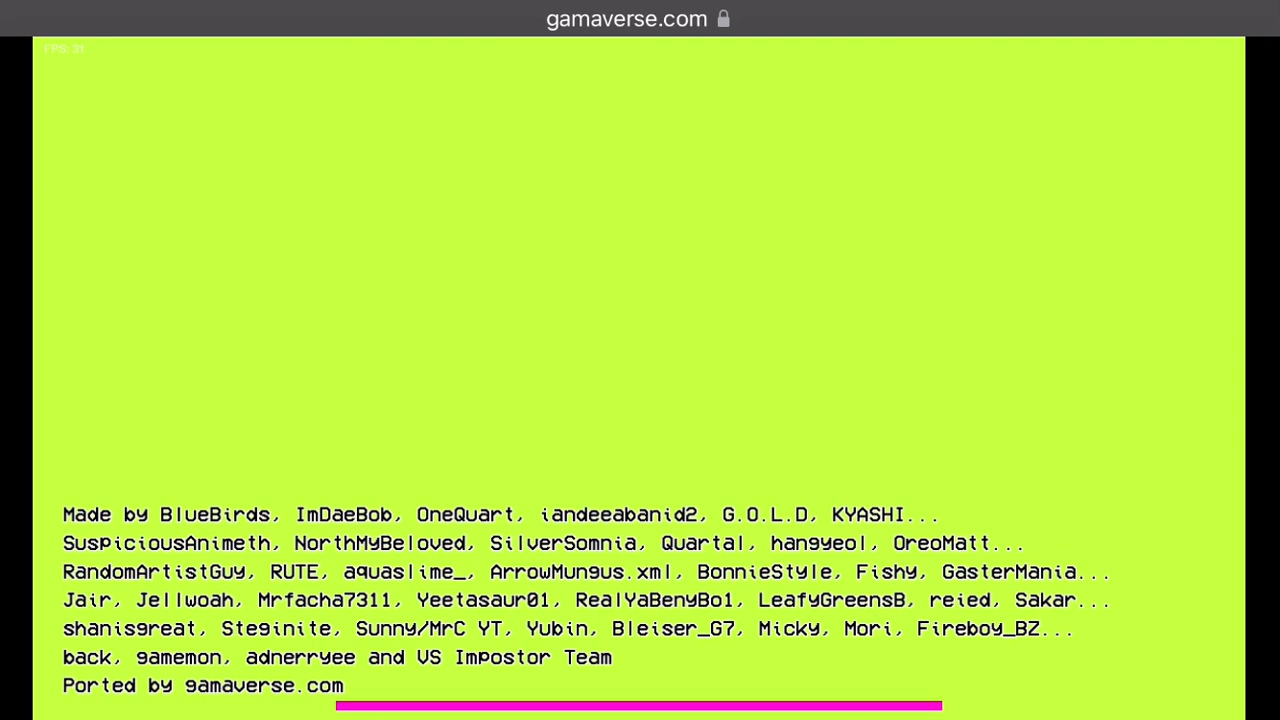 gamaverse.com
FPS: 31
Made by BlueBirds, ImDaeBob, OneQuart, iandeeabanid2, G.O.L.D, KYASHI...
SuspiciousAnimeth, NorthMyBeloved, SilverSomnia, Quartal, hangyeol, OreoMatt...
RandomArtistGuy, RUTE, aquaslime_, ArrowMungus.xml, BonnieStyle, Fishy, GasterMania...
Jair, Jellwoah, Mrfacha7311, Yeetasaur01, RealYaBenyBo1, LeafyGreensB, reied, Sakar...
shanisgreat, Steginite, Sunny/MrC YT, Yubin, Bleiser_G7, Micky, Mori, Fireboy_BZ...
back, gamemon, adnerryee and VS Impostor Team
Ported by gamaverse.com